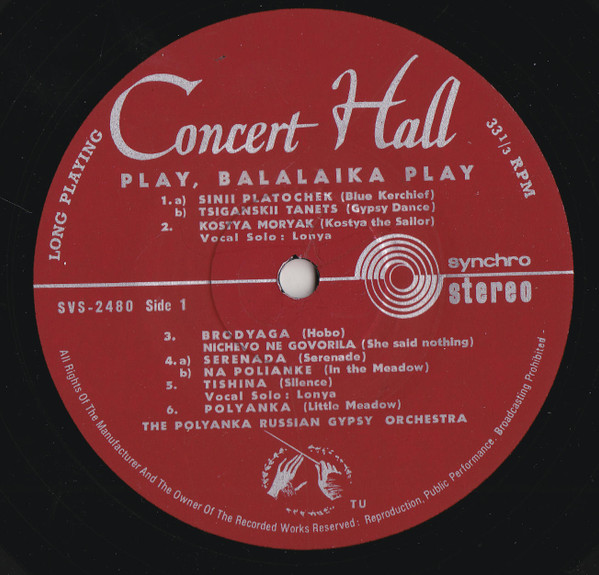 Concert Hall
LONG PLAYING
33 1/3 RPM
PLAY, BALALAIKA PLAY
1. a) SINII PLATOCHEK (Blue Kerchief)
b) TSIGANSKII TANETS (Gypsy Dance)
2. KOSTYA MORYAK (Kostya the Sailor)
Vocal Solo : Lonya
synchro
stereo
SVS-2480 Side 1
3. BRODYAGA (Hobo)
NICHEVO NE GOVORILA (She said nothing)
4. a) SERENADA (Serenade)
b) NA POLIANKE (In the Meadow)
5. TISHINA (Silence)
Vocal Solo : Lonya
6. POLYANKA (Little Meadow)
THE POLYANKA RUSSIAN GYPSY ORCHESTRA
TU
All Rights Of The Manufacturer And The Owner Of The Recorded Works Reserved : Reproduction, Public Performance, Broadcasting Prohibited -